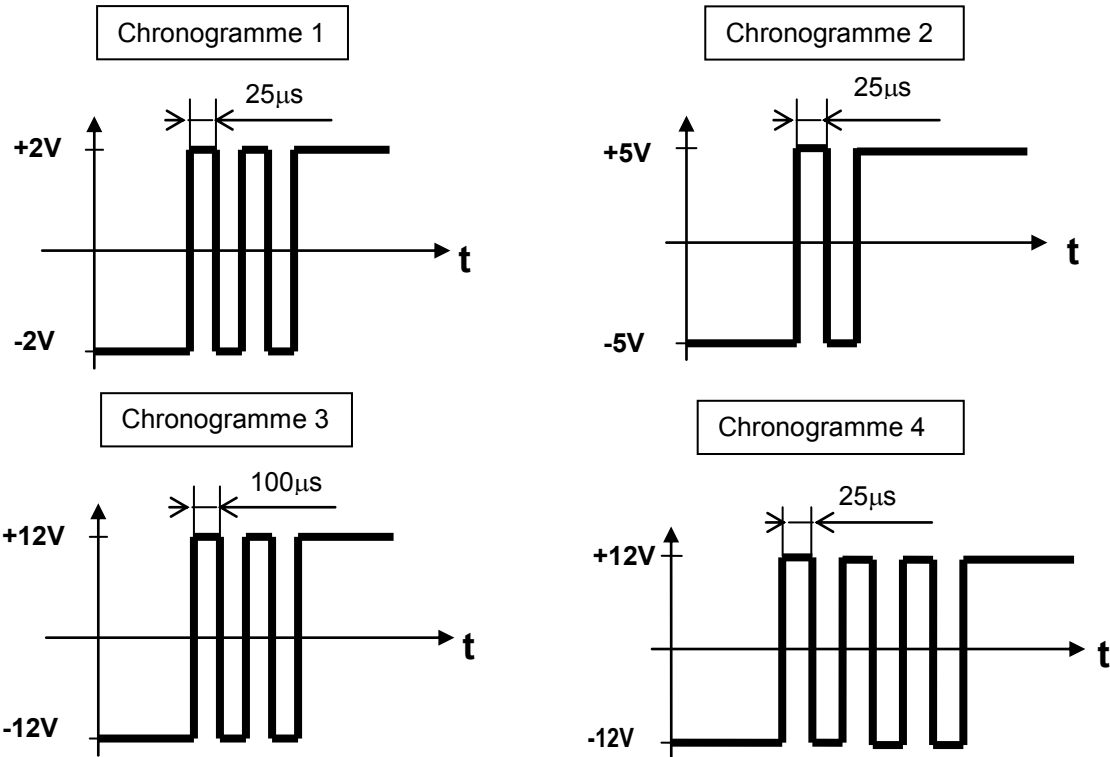 Chronogramme 1
25μs
+2V
t
-2V
Chronogramme 2
25μs
+5V
t
-5V
Chronogramme 3
100μs
+12V
t
-12V
Chronogramme 4
25μs
+12V
t
-12V